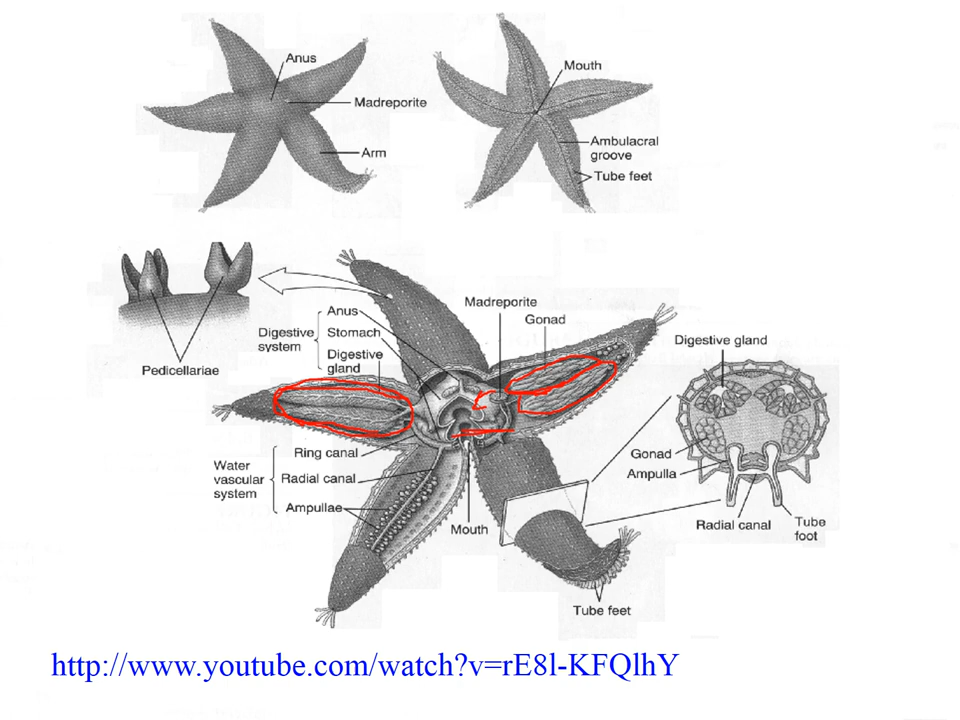 Anus
Madreporite
Arm
Mouth
Ambulacral
groove
Tube feet
Pedicellariae
Digestive
system
Anus
Stomach
Digestive
gland
Madreporite
Gonad
Water
vascular
system
Ring canal
Radial canal
Ampullae
Mouth
Tube feet
Digestive gland
Gonad
Ampulla
Radial canal
Tube
foot
http://www.youtube.com/watch?v=rE8l-KFQlhY